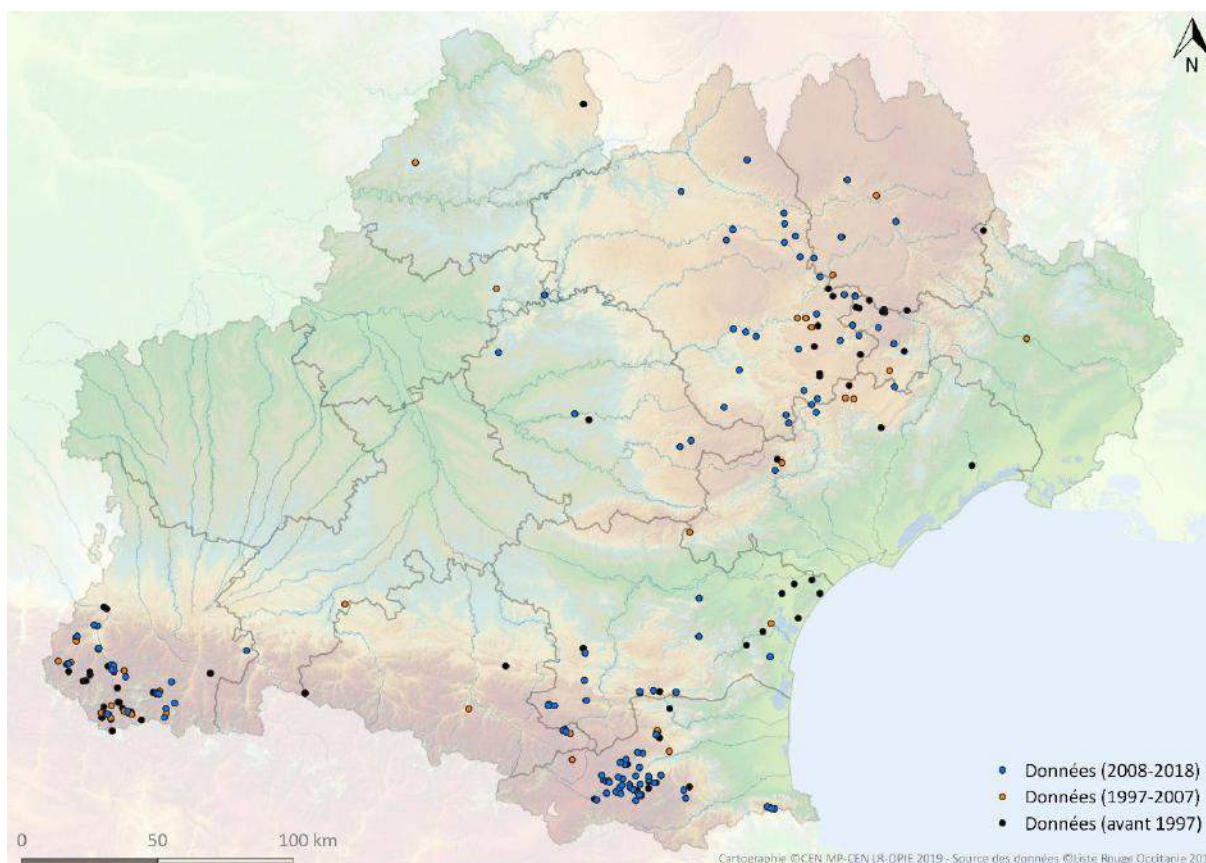 N
Données (2008-2018)
Données (1997-2007)
Données (avant 1997)
0 50 100 km
Cartographie ©CEN MP-CEN LR-OPIE 2019 - Source des données ©Liste Rouge Occitanie 201